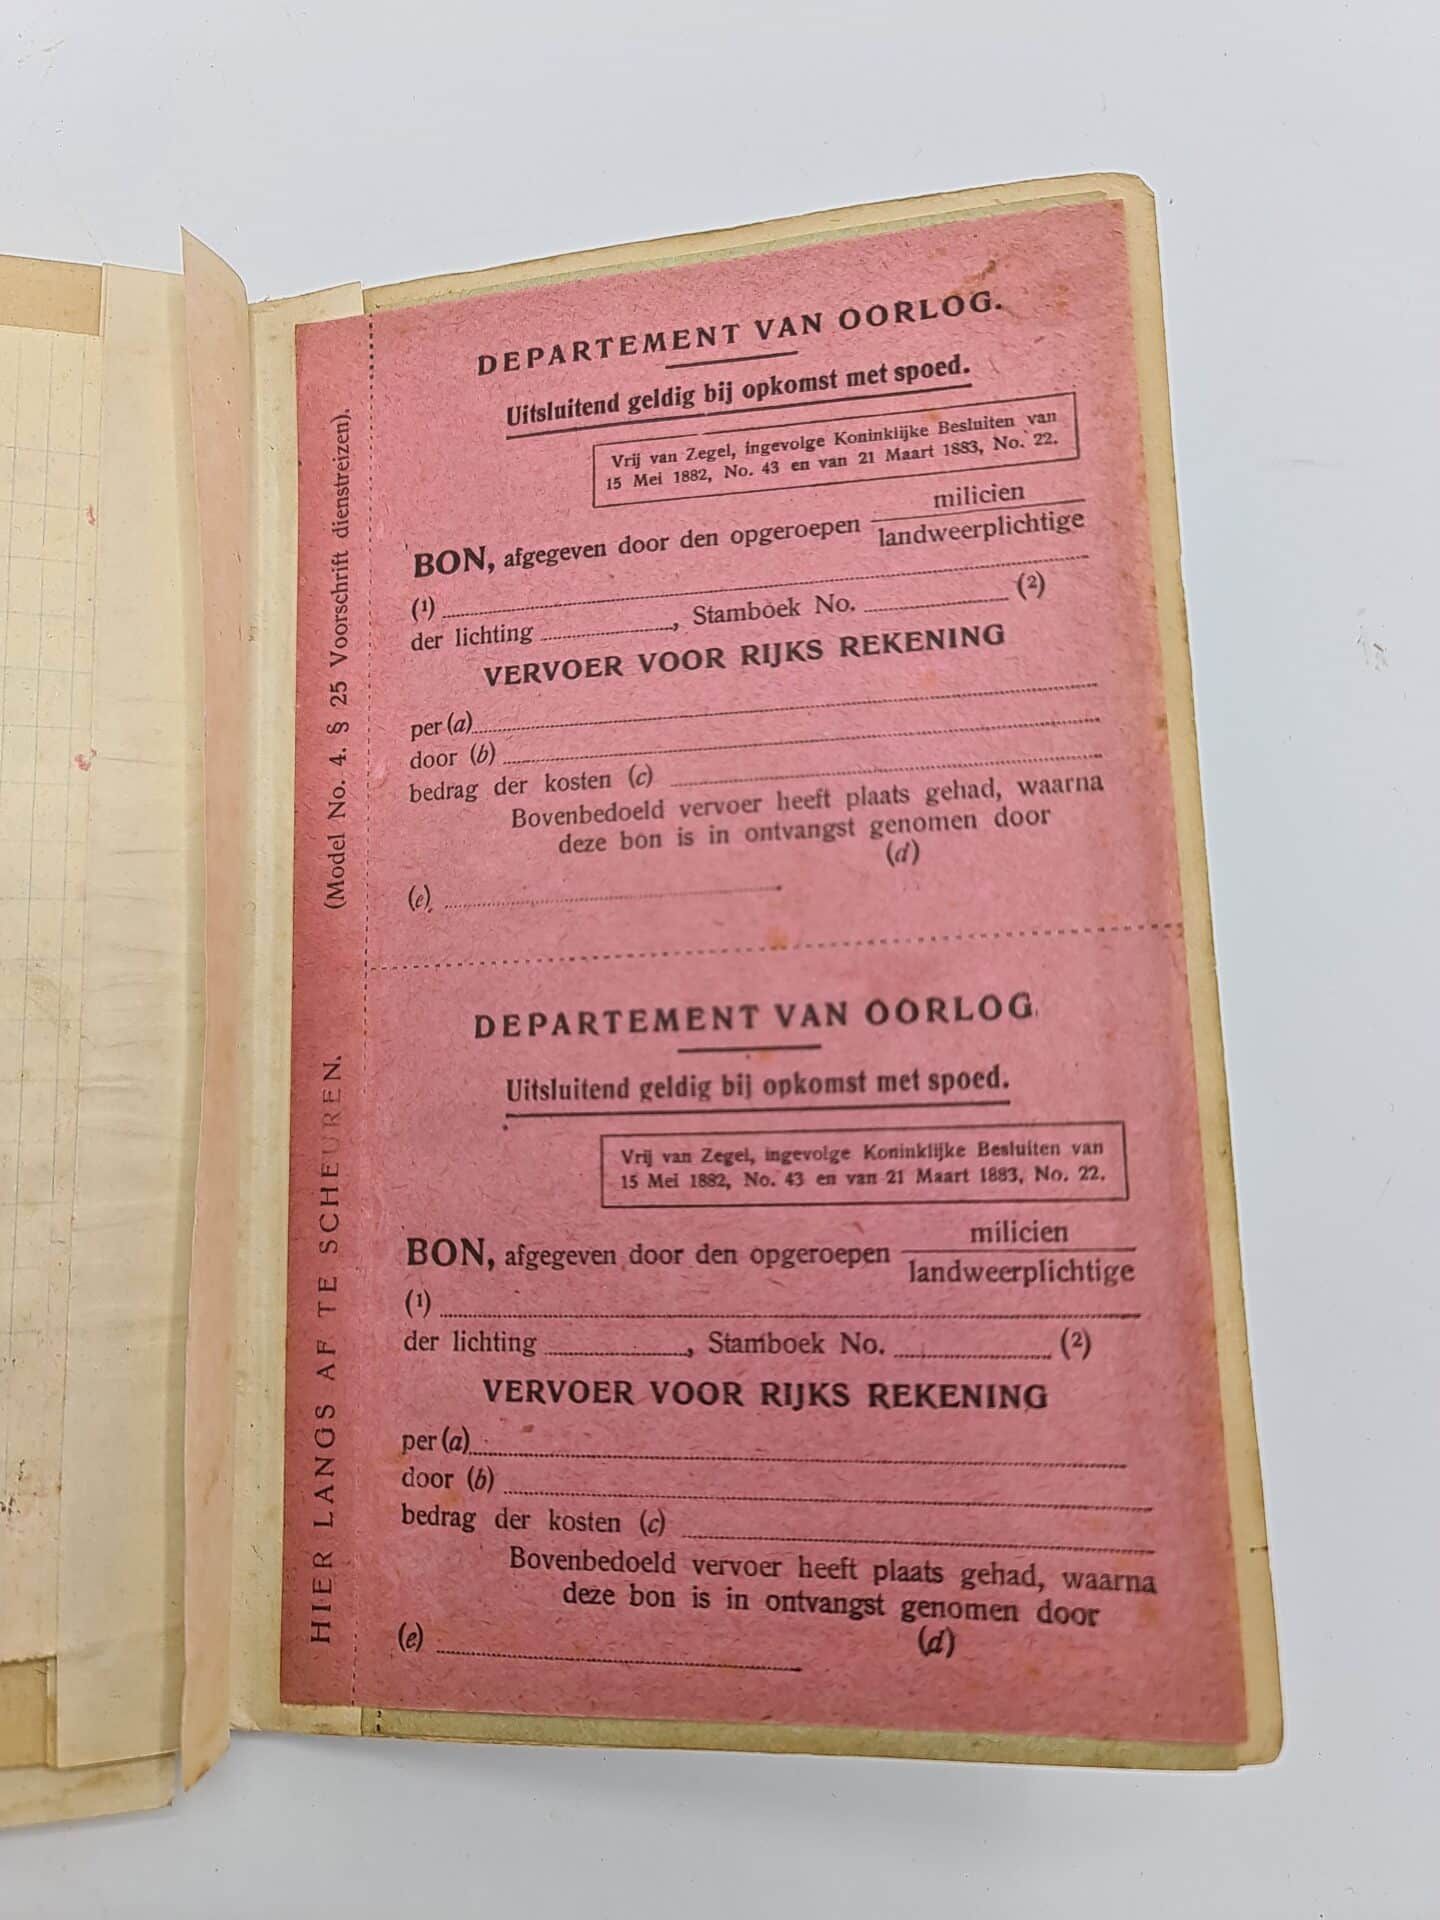 DEPARTEMENT VAN OORLOG.
Uitsluitend geldig bij opkomst met spoed.
Vrij van Zegel, ingevolge Koninklijke Besluiten van
15 Mei 1882, No. 43 en van 21 Maart 1883, No. 22.
BON, afgegeven door den opgeroepen milicien
landweerplichtige
(1)
der lichting , Stamboek No. (2)
VERVOER VOOR RIJKS REKENING
per (a)
door (b)
bedrag der kosten (c)
Bovenbedoeld vervoer heeft plaats gehad, waarna
deze bon is in ontvangst genomen door
(d)
(e)
DEPARTEMENT VAN OORLOG.
Uitsluitend geldig bij opkomst met spoed.
Vrij van Zegel, ingevolge Koninklijke Besluiten van
15 Mei 1882, No. 43 en van 21 Maart 1883, No. 22.
BON, afgegeven door den opgeroepen milicien
landweerplichtige
(1)
der lichting , Stamboek No. (2)
VERVOER VOOR RIJKS REKENING
per (a)
door (b)
bedrag der kosten (c)
Bovenbedoeld vervoer heeft plaats gehad, waarna
deze bon is in ontvangst genomen door
(e) (d)
HIER LANGS AF TE SCHEUREN. (Model No. 4. § 25 Voorschrift dienstreizen).